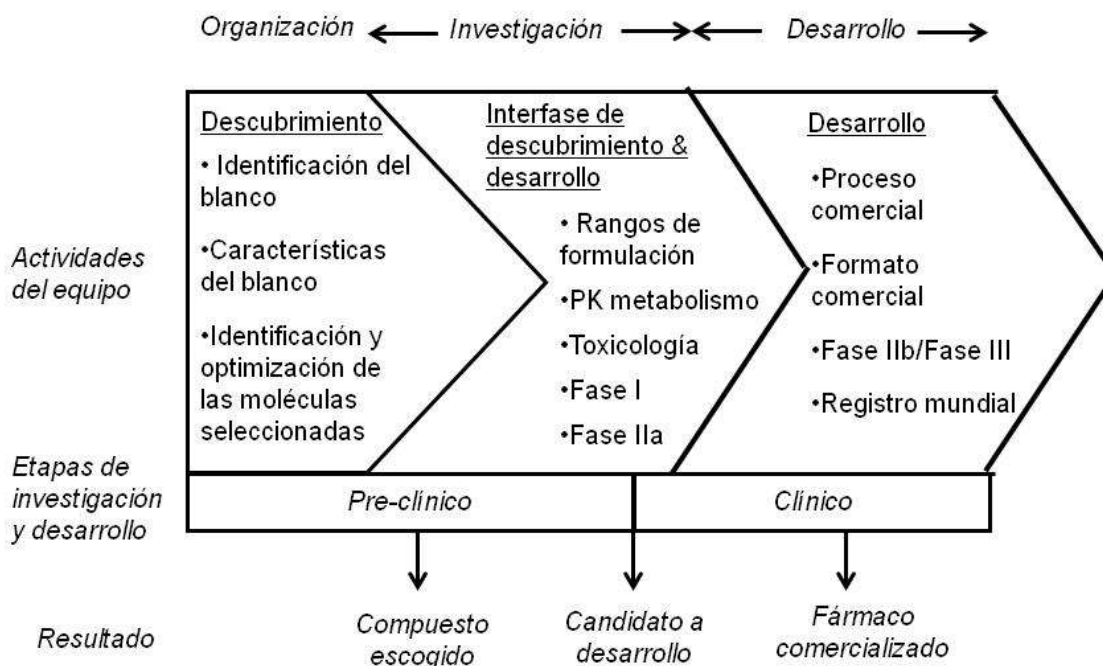 Organización
Investigación
Desarrollo
Actividades
del equipo
Descubrimiento
• Identificación del
blanco
•Características
del blanco
•Identificación y
optimización de
las moléculas
seleccionadas
Interfase de
descubrimiento &
desarrollo
• Rangos de
formulación
•PK metabolismo
•Toxicología
•Fase I
•Fase IIa
Desarrollo
•Proceso
comercial
•Formato
comercial
•Fase IIb/Fase III
•Registro mundial
Etapas de
investigación
y desarrollo
Pre-clínico
Clínico
Resultado
Compuesto
escogido
Candidato a
desarrollo
Fármaco
comercializado